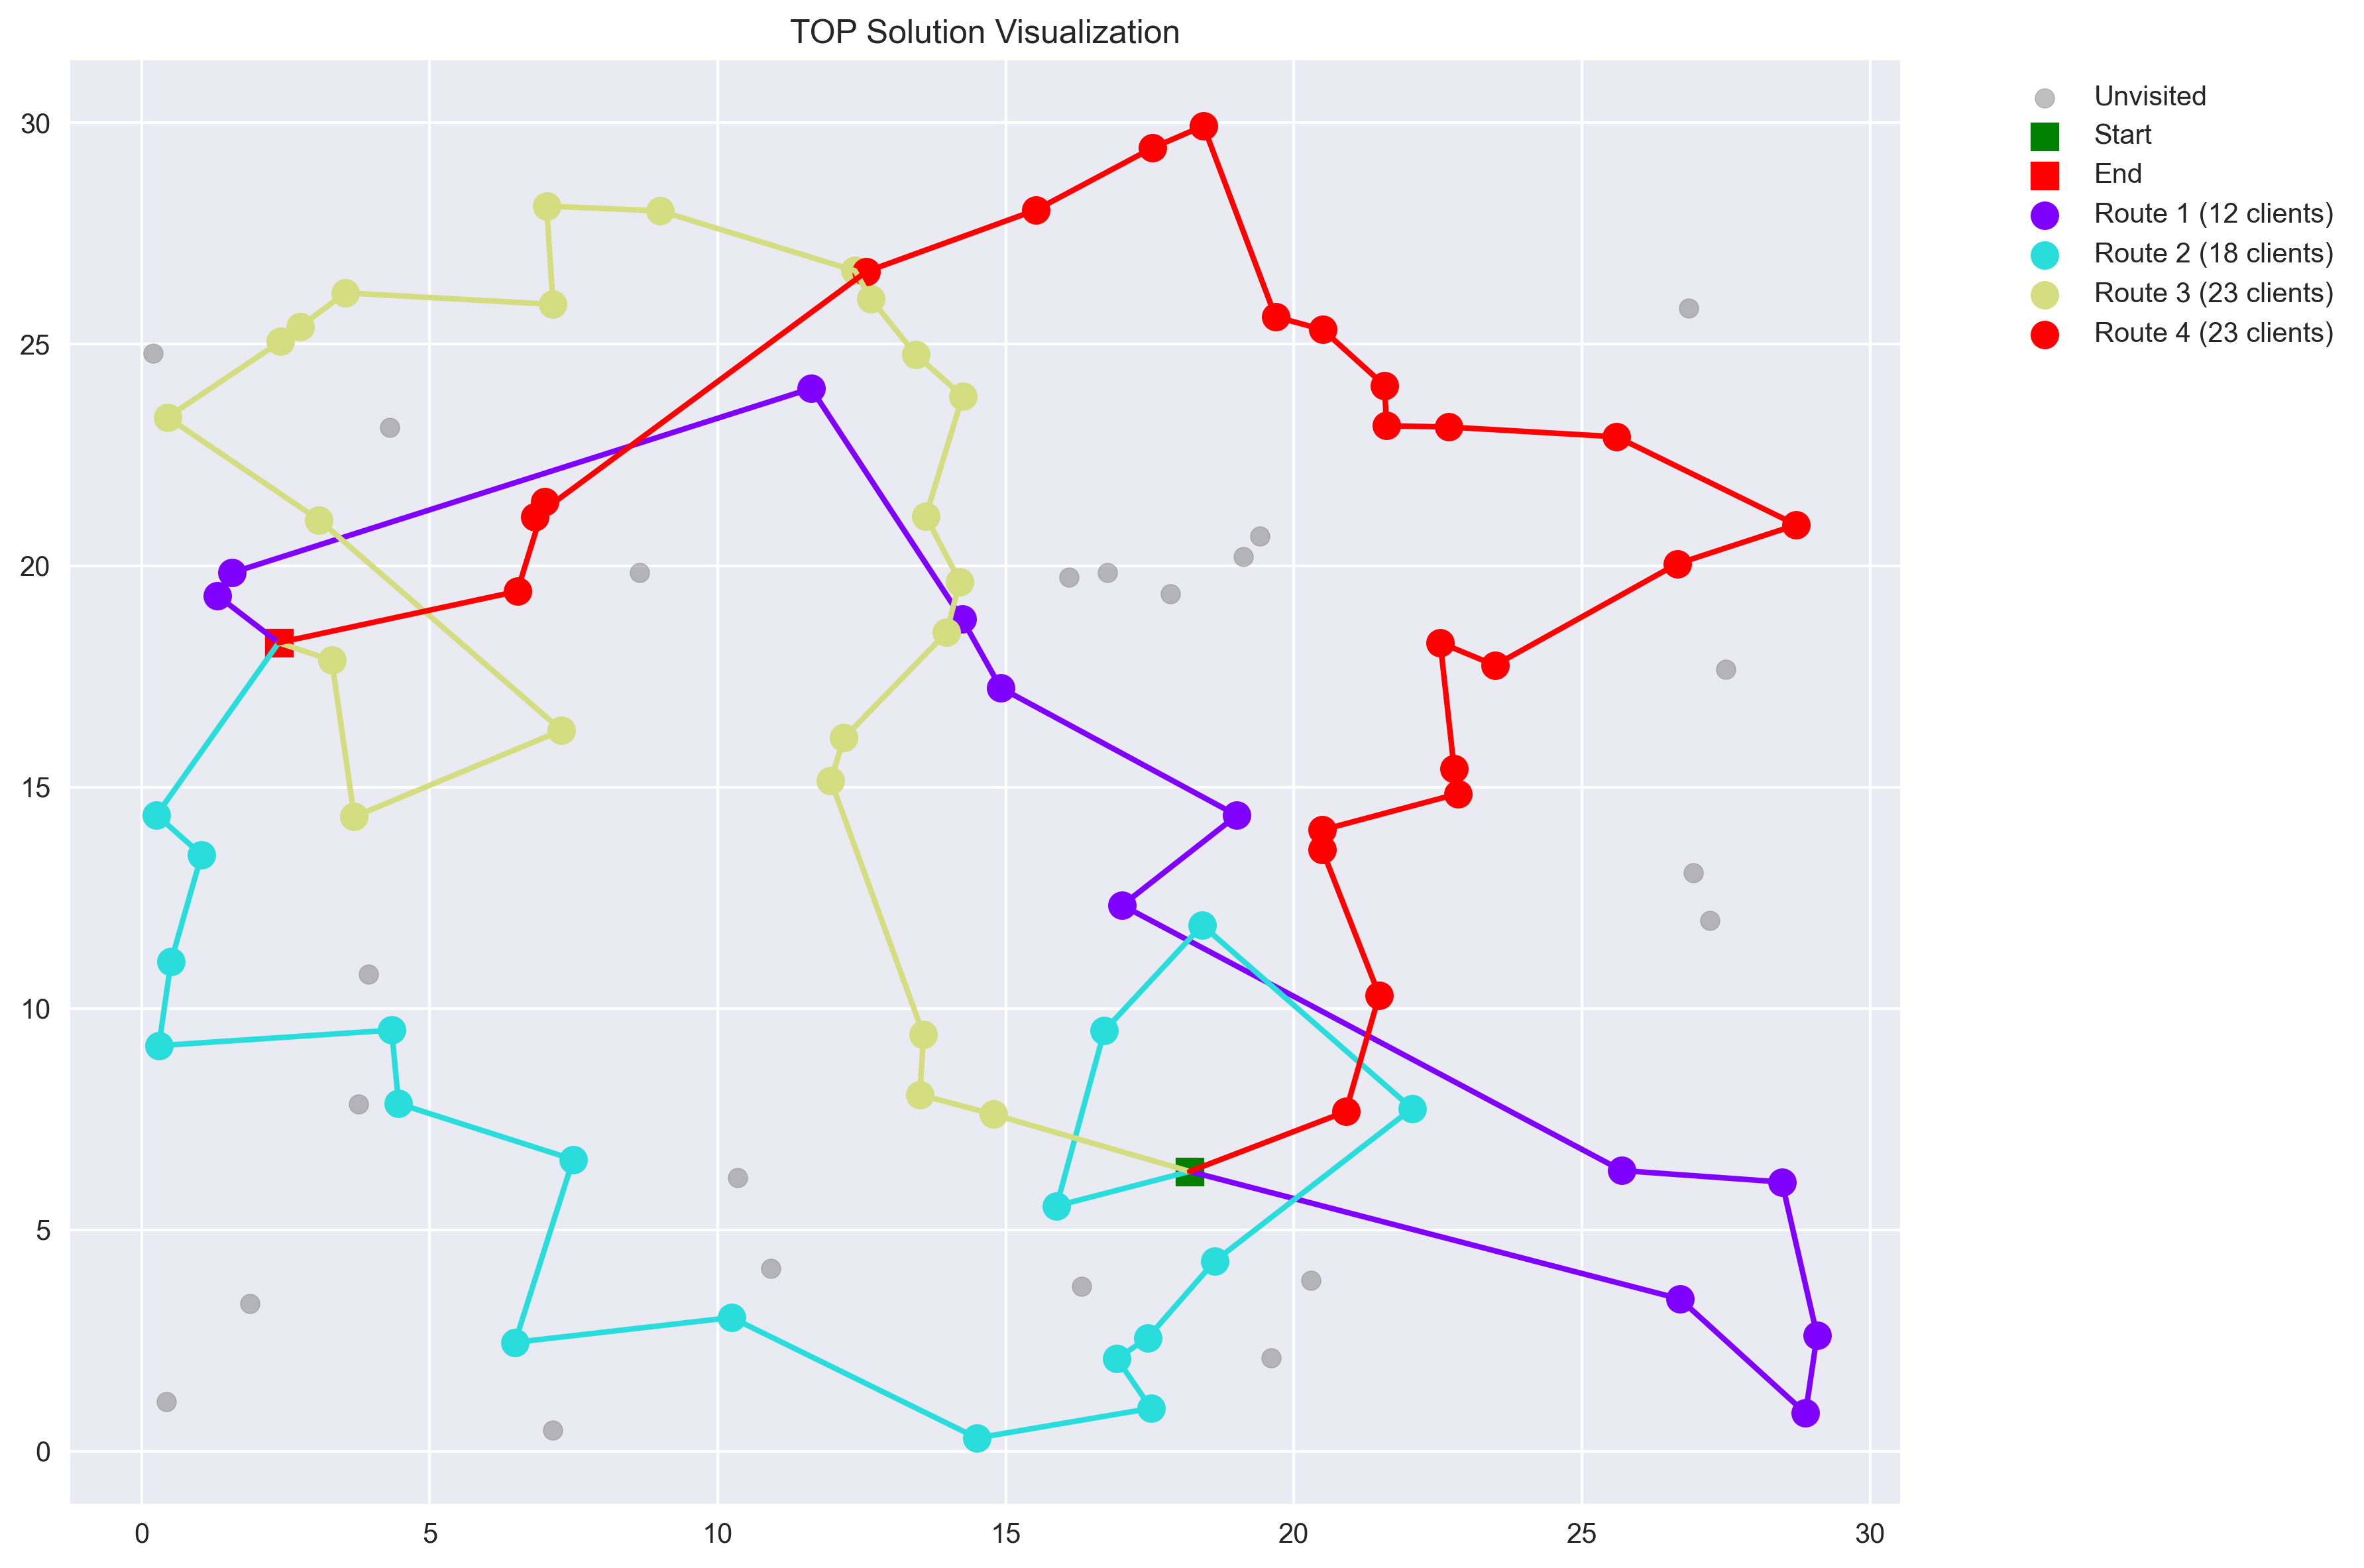 TOP Solution Visualization
30
25
20
15
10
5
0
0 5 10 15 20 25 30
Unvisited
Start
End
Route 1 (12 clients)
Route 2 (18 clients)
Route 3 (23 clients)
Route 4 (23 clients)